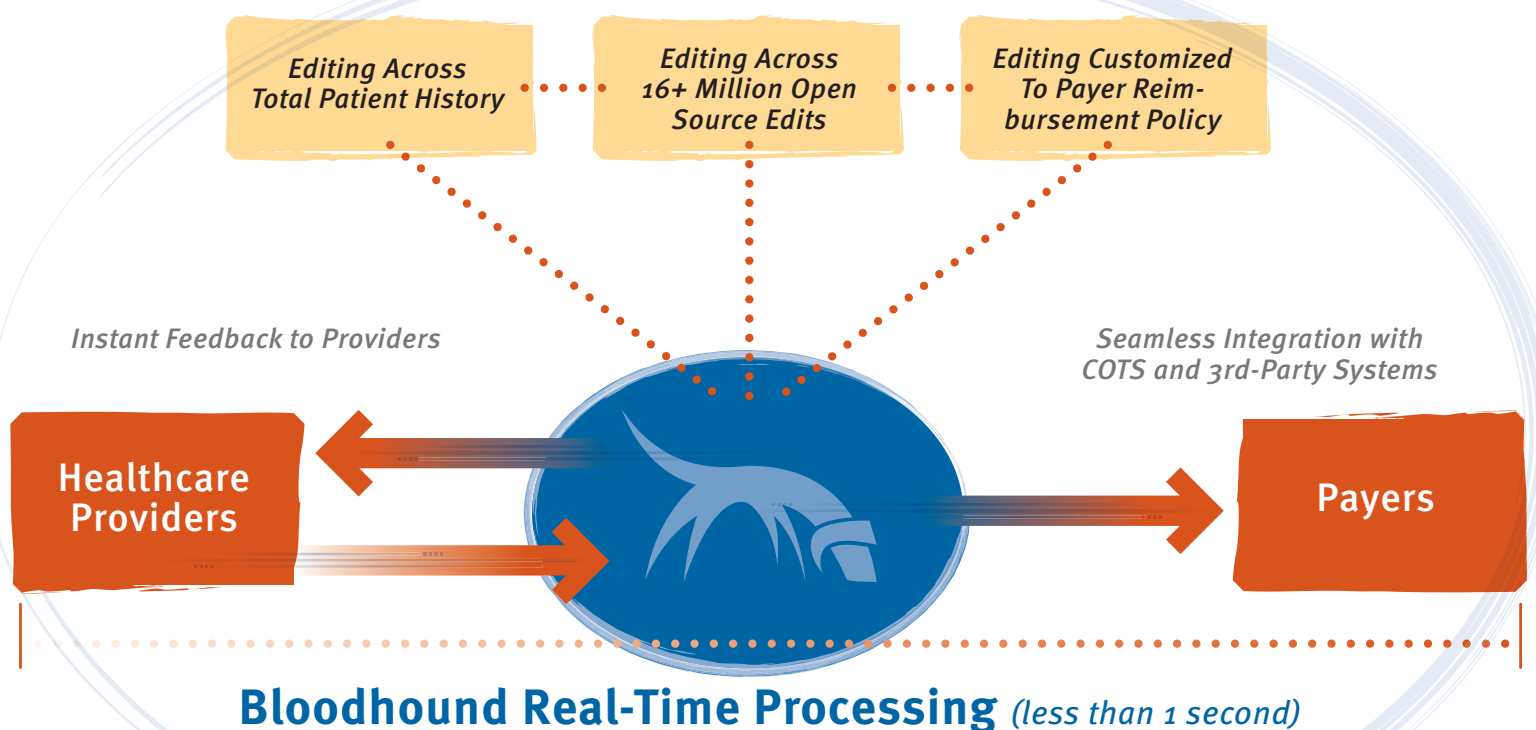 Editing Across
Total Patient History
Editing Across
16+ Million Open
Source Edits
Editing Customized
To Payer Reim-
bursement Policy
Instant Feedback to Providers
Seamless Integration with
COTS and 3rd-Party Systems
Healthcare
Providers
Payers
Bloodhound Real-Time Processing (less than 1 second)